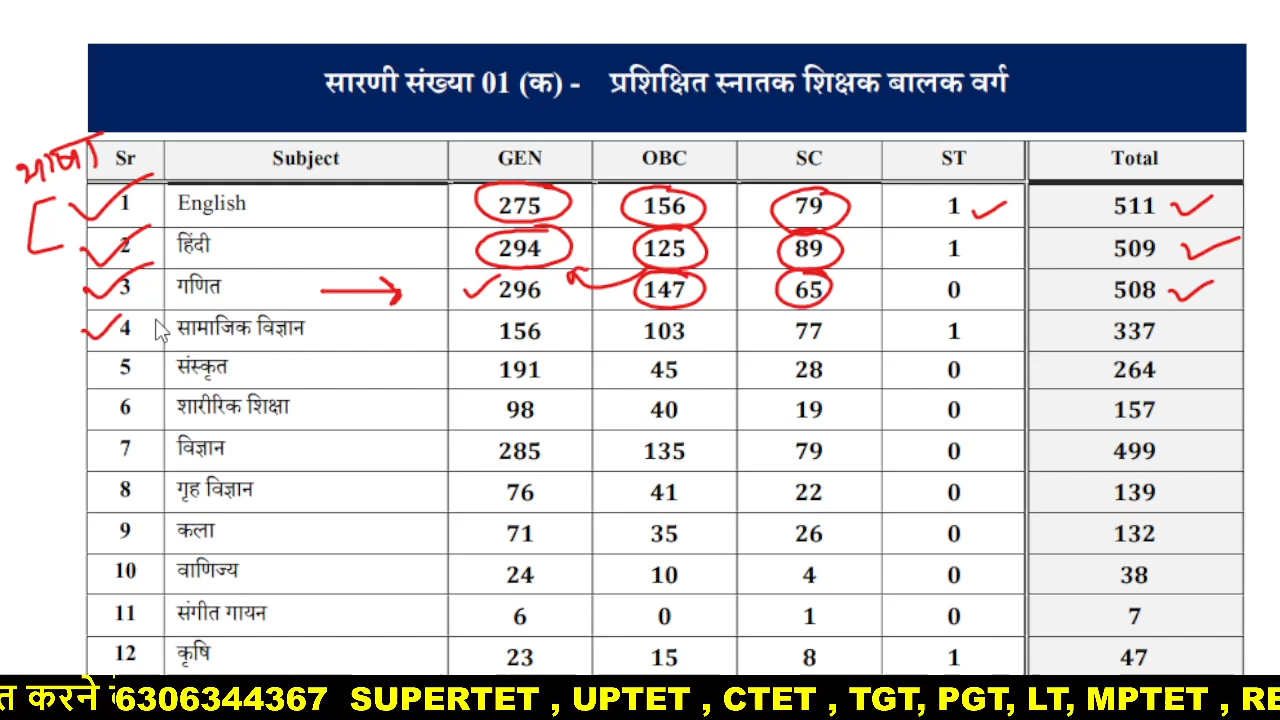 सारणी संख्या 01 (क) - प्रशिक्षित स्नातक शिक्षक बालक वर्ग
भाषा
Sr Subject GEN OBC SC ST Total
1 English 275 156 79 1 511
2 हिंदी 294 125 89 1 509
3 गणित 296 147 65 0 508
4 सामाजिक विज्ञान 156 103 77 1 337
5 संस्कृत 191 45 28 0 264
6 शारीरिक शिक्षा 98 40 19 0 157
7 विज्ञान 285 135 79 0 499
8 गृह विज्ञान 76 41 22 0 139
9 कला 71 35 26 0 132
10 वाणिज्य 24 10 4 0 38
11 संगीत गायन 6 0 1 0 7
12 कृषि 23 15 8 1 47
त करने 6306344367 SUPERTET , UPTET , CTET , TGT, PGT, LT, MPTET , RE